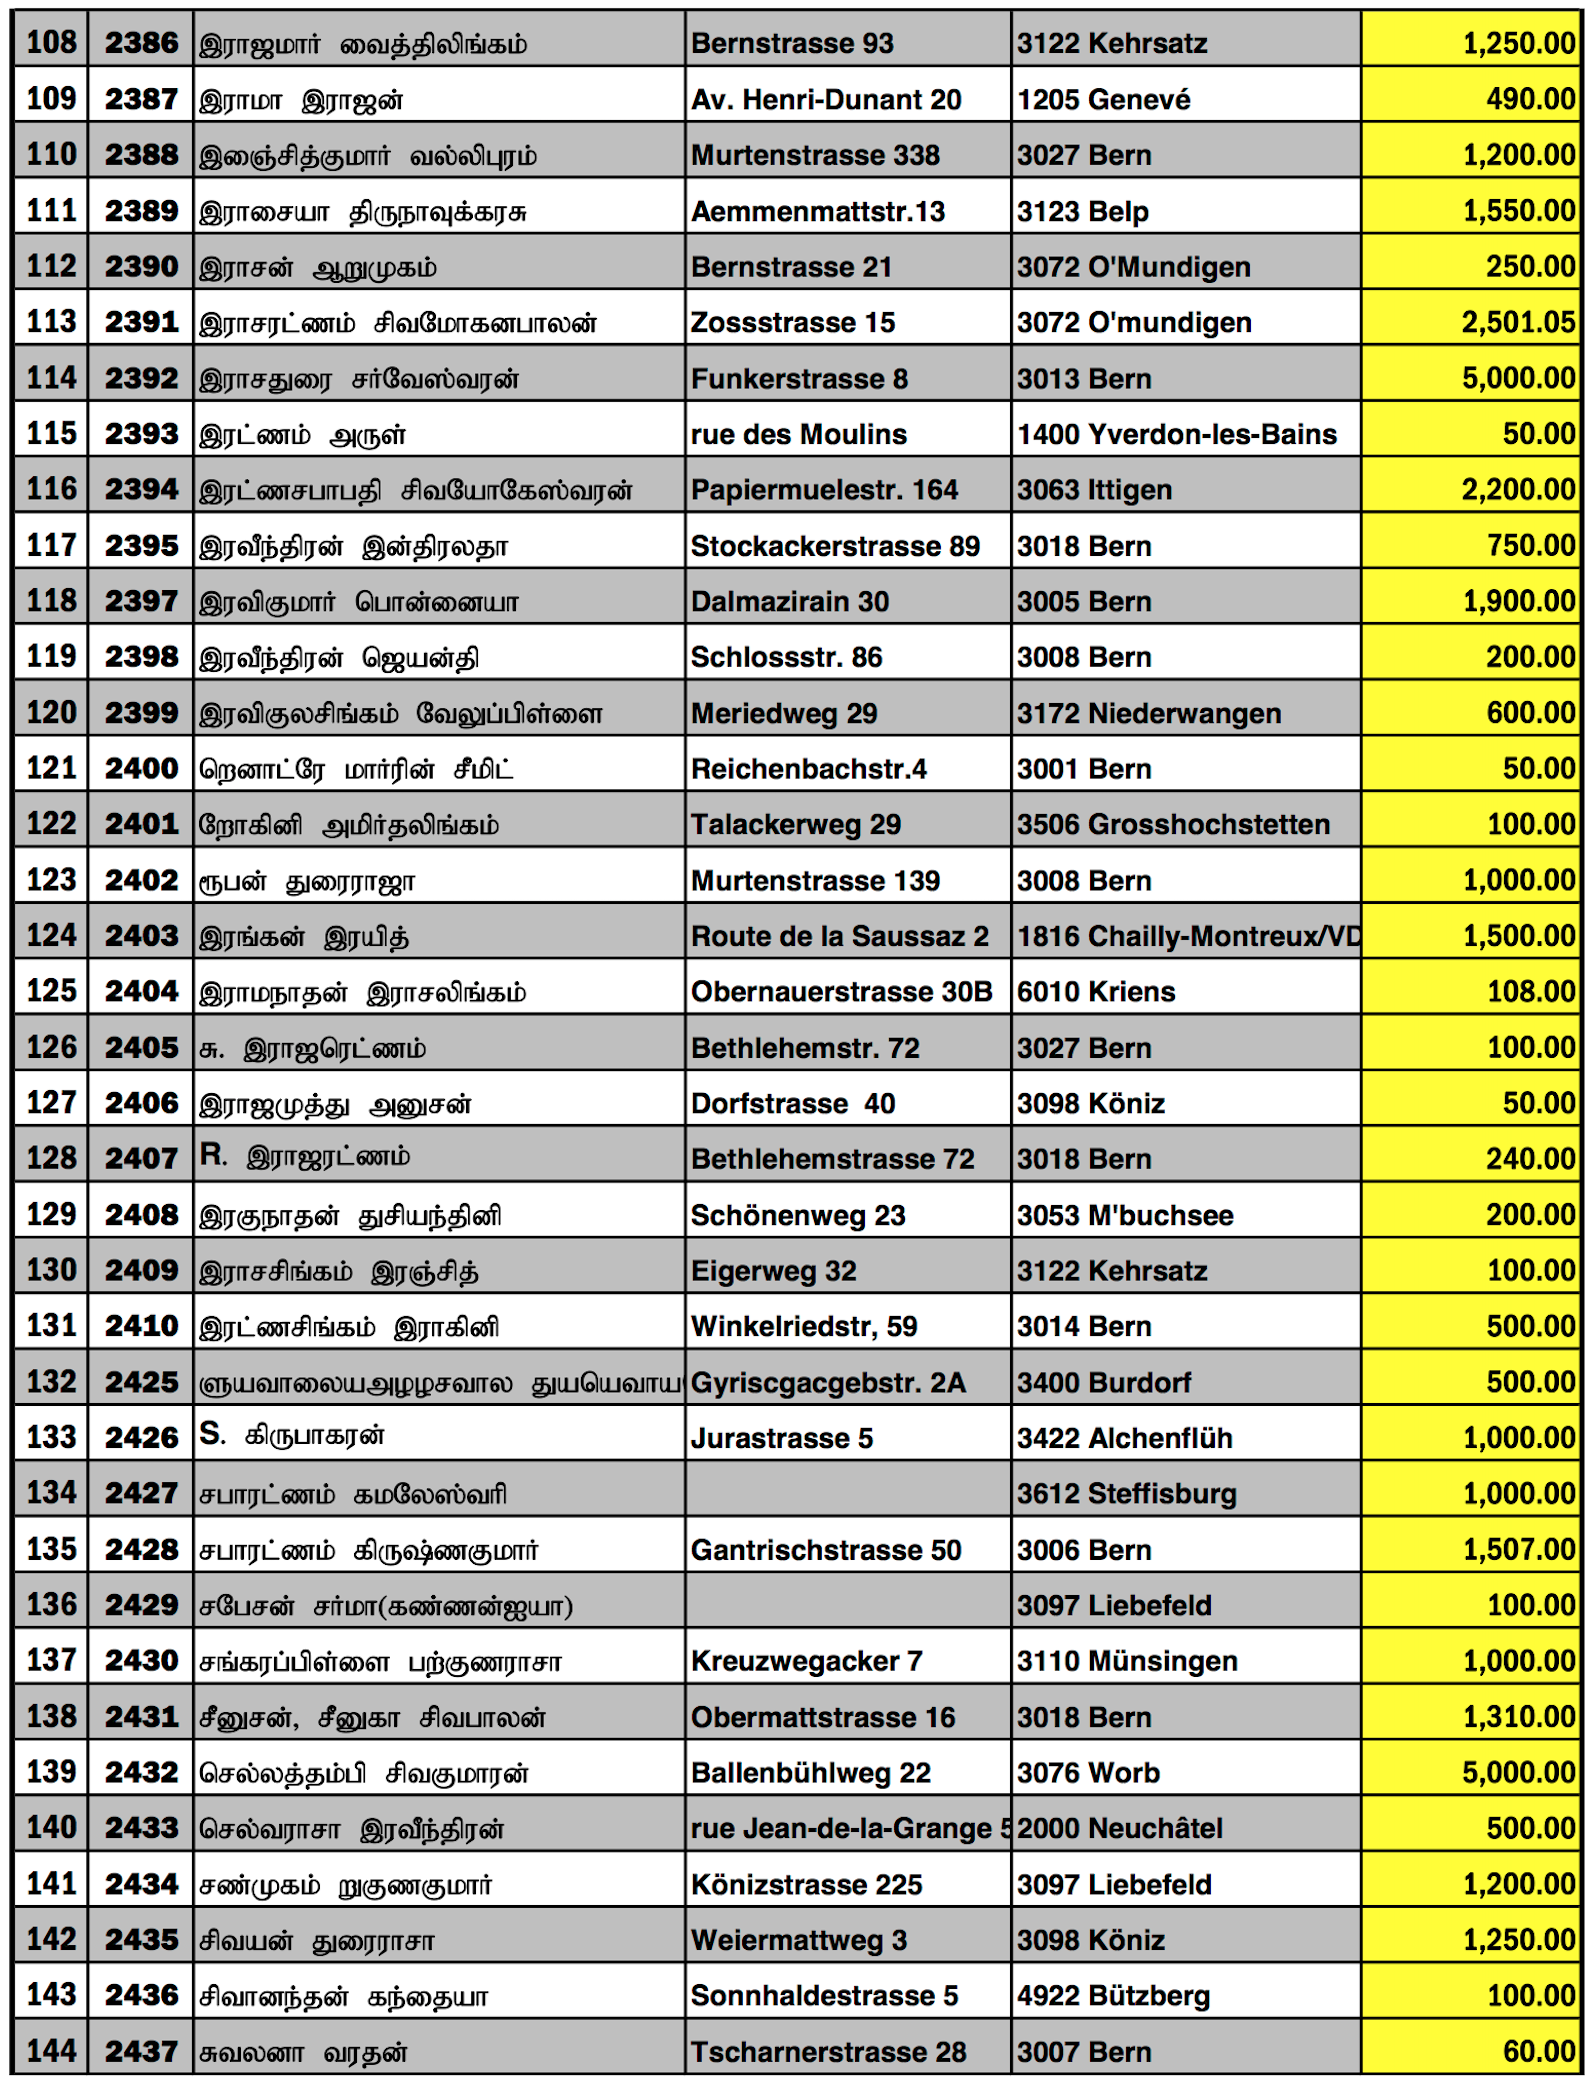 108 2386 இராஜமார் வைத்திலிங்கம் Bernstrasse 93 3122 Kehrsatz 1,250.00
109 2387 இராமா இராஜன் Av. Henri-Dunant 20 1205 Genevé 490.00
110 2388 இஞ்சித்குமார் வல்லிபுரம் Murtenstrasse 338 3027 Bern 1,200.00
111 2389 இராசையா திருநாவுக்கரசு Aemmenmattstr.13 3123 Belp 1,550.00
112 2390 இராசன் ஆறுமுகம் Bernstrasse 21 3072 O'Mundigen 250.00
113 2391 இராசரட்ணம் சிவமோகனபாலன் Zossstrasse 15 3072 O'mundigen 2,501.05
114 2392 இராசதுரை சர்வேஸ்வரன் Funkerstrasse 8 3013 Bern 5,000.00
115 2393 இரட்ணம் அருள் rue des Moulins 1400 Yverdon-les-Bains 50.00
116 2394 இரட்ணசபாபதி சிவயோகேஸ்வரன் Papiermuelestr. 164 3063 Ittigen 2,200.00
117 2395 இரவீந்திரன் இன்திரலதா Stockackerstrasse 89 3018 Bern 750.00
118 2397 இரவிகுமார் பொன்னையா Dalmazirain 30 3005 Bern 1,900.00
119 2398 இரவீந்திரன் ஜெயன்தி Schlossstr. 86 3008 Bern 200.00
120 2399 இரவிகுலசிங்கம் வேலுப்பிள்ளை Meriedweg 29 3172 Niederwangen 600.00
121 2400 றெனாட்ரே மார்ரின் சீமிட் Reichenbachstr.4 3001 Bern 50.00
122 2401 றோகினி அமிர்தலிங்கம் Talackerweg 29 3506 Grosshochstetten 100.00
123 2402 ரூபன் துரைராஜா Murtenstrasse 139 3008 Bern 1,000.00
124 2403 இரங்கன் இரயித் Route de la Saussaz 2 1816 Chailly-Montreux/VD 1,500.00
125 2404 இராமநாதன் இராசலிங்கம் Obernauerstrasse 30B 6010 Kriens 108.00
126 2405 சு. இராஜரெட்ணம் Bethlehemstr. 72 3027 Bern 100.00
127 2406 இராஜமுத்து அனுசன் Dorfstrasse 40 3098 Köniz 50.00
128 2407 R. இராஜரட்ணம் Bethlehemstrasse 72 3018 Bern 240.00
129 2408 இரகுநாதன் துசியந்தினி Schönenweg 23 3053 M'buchsee 200.00
130 2409 இராசசிங்கம் இரஞ்சித் Eigerweg 32 3122 Kehrsatz 100.00
131 2410 இரட்ணசிங்கம் இராகினி Winkelriedstr, 59 3014 Bern 500.00
132 2425 ளுயவாலையஅழழசவால துயயெவாய Gyriscgacgebstr. 2A 3400 Burdorf 500.00
133 2426 S. கிருபாகரன் Jurastrasse 5 3422 Alchenflüh 1,000.00
134 2427 சபாரட்ணம் கமலேஸ்வரி 3612 Steffisburg 1,000.00
135 2428 சபாரட்ணம் கிருஷ்ணகுமார் Gantrischstrasse 50 3006 Bern 1,507.00
136 2429 சபேசன் சர்மா(கண்ணன்ஐயா) 3097 Liebefeld 100.00
137 2430 சங்கரப்பிள்ளை பற்குணராசா Kreuzwegacker 7 3110 Münsingen 1,000.00
138 2431 சீனுசன், சீனுகா சிவபாலன் Obermattstrasse 16 3018 Bern 1,310.00
139 2432 செல்லத்தம்பி சிவகுமாரன் Ballenbühlweg 22 3076 Worb 5,000.00
140 2433 செல்வராசா இரவீந்திரன் rue Jean-de-la-Grange 5 2000 Neuchâtel 500.00
141 2434 சண்முகம் றுகுணகுமார் Könizstrasse 225 3097 Liebefeld 1,200.00
142 2435 சிவயன் துரைராசா Weiermattweg 3 3098 Köniz 1,250.00
143 2436 சிவானந்தன் கந்தையா Sonnhaldestrasse 5 4922 Bützberg 100.00
144 2437 சுவலனா வரதன் Tscharnerstrasse 28 3007 Bern 60.00